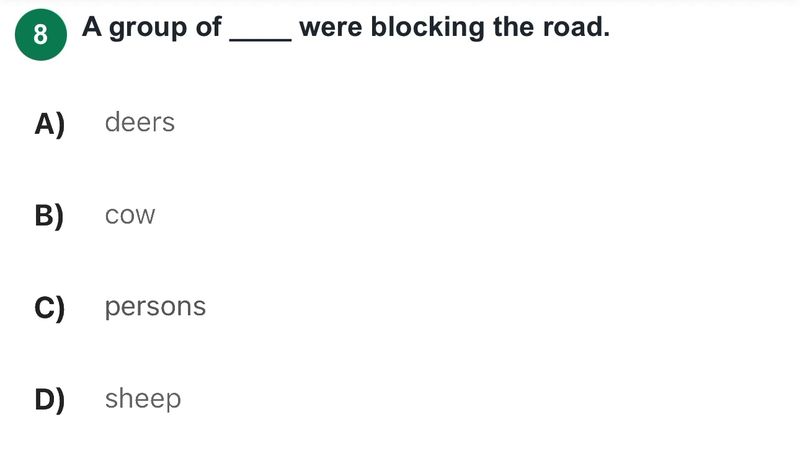 8 A group of ____ were blocking the road.
A) deers
B) cow
C) persons
D) sheep